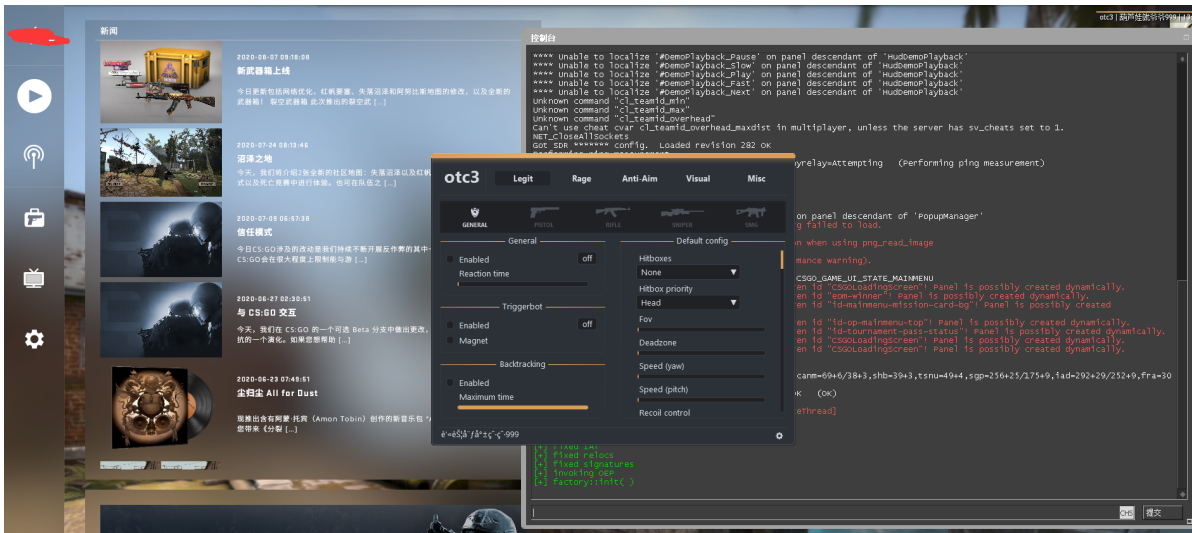 otc3 | 葫芦娃就爷爷999 | 13
新闻
2020-08-07 09:18:08
新武器箱上线
今日更新包括网络优化、红帆要塞、失落沼泽和阿努比斯地图的修改，以及全新的
武器箱！ 裂空武器箱 此次推出的裂空武 [...]
2020-07-24 08:13:46
沼泽之地
今天，我们将介绍2张全新的社区地图：失落沼泽以及红帆
式以及死亡竞赛中进行体验。也可在队伍之 [...]
2020-07-09 06:57:36
信任模式
今日CS:GO涉及的改动是我们持续不断开展反作弊的其中一
CS:GO会在很大程度上限制能与游 [...]
2020-06-27 02:30:51
与 CS:GO 交互
今天，我们在 CS:GO 的一个可选 Beta 分支中做出更改，
抗的一个演化。如果您想帮助 [...]
2020-06-23 07:49:51
尘归尘 All for Dust
现推出含有阿蒙·托宾（Amon Tobin）创作的新音乐包
您带来《分裂 [...]
控制台
**** Unable to localize '#DemoPlayback_Pause' on panel descendant of 'HudDemoPlayback'
**** Unable to localize '#DemoPlayback_Slow' on panel descendant of 'HudDemoPlayback'
**** Unable to localize '#DemoPlayback_Play' on panel descendant of 'HudDemoPlayback'
**** Unable to localize '#DemoPlayback_Fast' on panel descendant of 'HudDemoPlayback'
**** Unable to localize '#DemoPlayback_Next' on panel descendant of 'HudDemoPlayback'
Unknown command "cl_teamid_min"
Unknown command "cl_teamid_max"
Unknown command "cl_teamid_overhead"
Can't use cheat cvar cl_teamid_overhead_maxdist in multiplayer, unless the server has sv_cheats set to 1.
NET_CloseAllSockets
Got SDR ******* config. Loaded revision 282 OK
Performing ping measurement
yrelay=Attempting (Performing ping measurement)
on panel descendant of 'PopupManager'
g failed to load.
n when using png_read_image
mance warning).
CSGO_GAME_UI_STATE_MAINMENU
en id "CSGOLoadingScreen"! Panel is possibly created dynamically.
en id "eom-winner"! Panel is possibly created dynamically.
en id "id-mainmenu-mission-card-bg"! Panel is possibly created
en id "id-op-mainmenu-top"! Panel is possibly created dynamically.
en id "id-tournament-pass-status"! Panel is possibly created dynamically.
en id "CSGOLoadingScreen"! Panel is possibly created dynamically.
canm=69+6/38+3,shb=39+3,tsnu=49+4,sgp=256+25/175+9,iad=292+29/252+9,fra=30
OK (OK)
teThread]
[+] fixed IAT
[+] fixed relocs
[+] fixed signatures
[+] invoking OEP
[+] factory::init( )
CHS
提交
otc3
Legit
Rage
Anti-Aim
Visual
Misc
GENERAL
PISTOL
RIFLE
SNIPER
SMG
General
Enabled
off
Reaction time
Triggerbot
Enabled
off
Magnet
Backtracking
Enabled
Maximum time
Default config
Hitboxes
None
Hitbox priority
Head
Fov
Deadzone
Speed (yaw)
Speed (pitch)
Recoil control